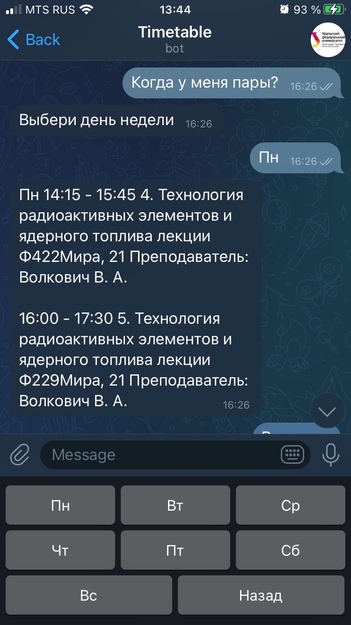 MTS RUS
13:44
93 %
Back
Timetable
bot
Когда у меня пары?
16:26
Выбери день недели
16:26
Пн
16:26
Пн 14:15 - 15:45 4. Технология
радиоактивных элементов и
ядерного топлива лекции
Ф422Мира, 21 Преподаватель:
Волкович В. А.
16:00 - 17:30 5. Технология
радиоактивных элементов и
ядерного топлива лекции
Ф229Мира, 21 Преподаватель:
Волкович В. А.
16:26
Message
Пн
Вт
Ср
Чт
Пт
Сб
Вс
Назад